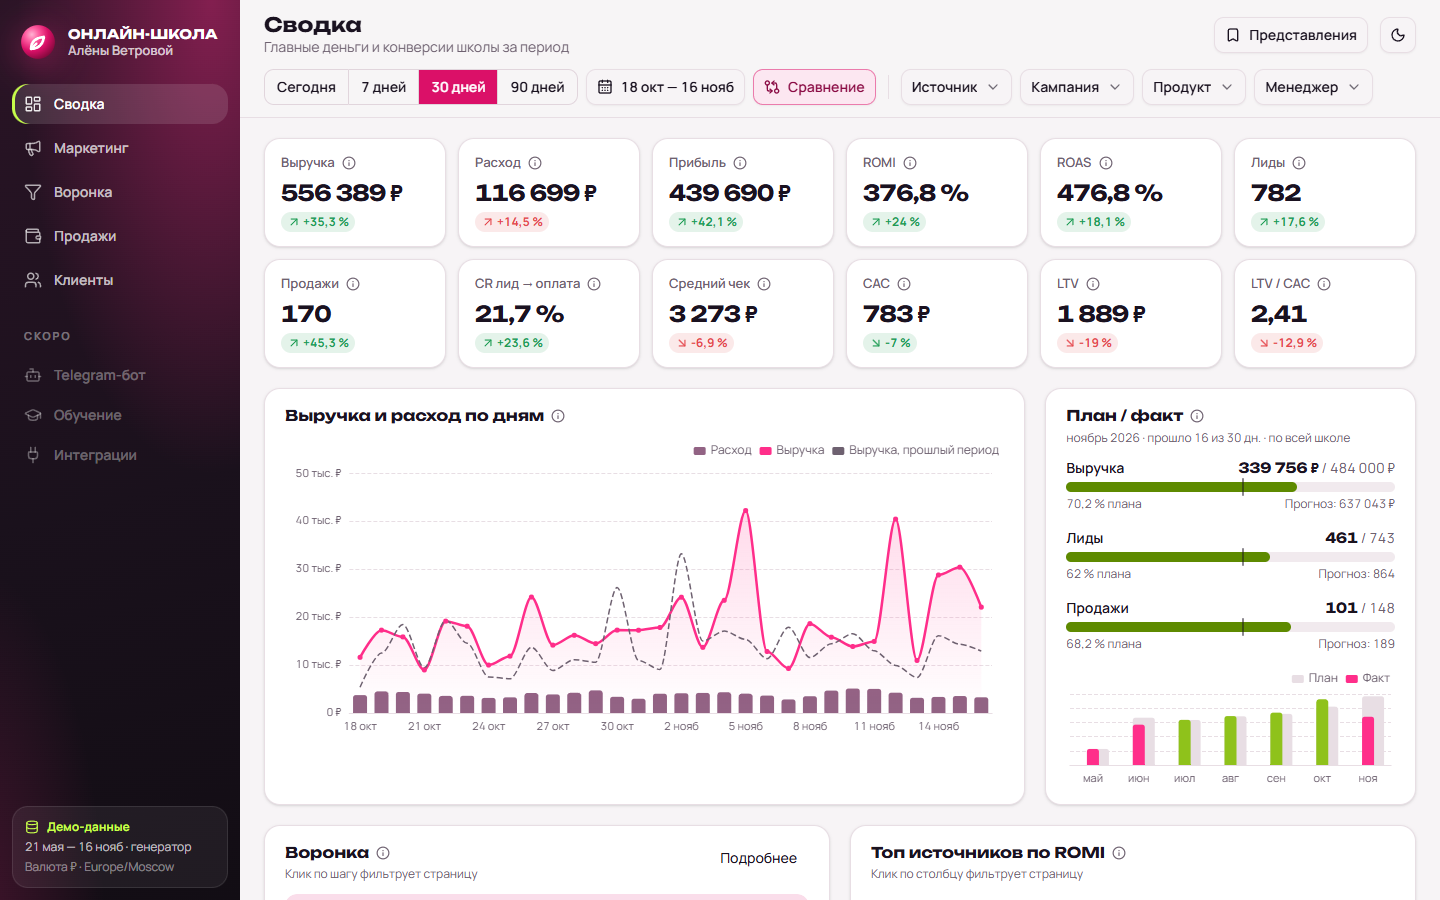 ОНЛАЙН-ШКОЛА
Алёны Ветровой
Сводка
Маркетинг
Воронка
Продажи
Клиенты
СКОРО
Telegram-бот
Обучение
Интеграции
Демо-данные
21 мая — 16 нояб · генератор
Валюта ₽ · Europe/Moscow
Сводка
Главные деньги и конверсии школы за период
Представления
Сегодня 7 дней 30 дней 90 дней 18 окт — 16 нояб Сравнение Источник Кампания Продукт Менеджер
Выручка
556 389 ₽
+35,3 %
Расход
116 699 ₽
+14,5 %
Прибыль
439 690 ₽
+42,1 %
ROMI
376,8 %
+24 %
ROAS
476,8 %
+18,1 %
Лиды
782
+17,6 %
Продажи
170
+45,3 %
CR лид → оплата
21,7 %
+23,6 %
Средний чек
3 273 ₽
-6,9 %
CAC
783 ₽
-7 %
LTV
1 889 ₽
-19 %
LTV / CAC
2,41
-12,9 %
Выручка и расход по дням
Расход Выручка Выручка, прошлый период
50 тыс. ₽
40 тыс. ₽
30 тыс. ₽
20 тыс. ₽
10 тыс. ₽
0 ₽
18 окт 21 окт 24 окт 27 окт 30 окт 2 нояб 5 нояб 8 нояб 11 нояб 14 нояб
План / факт
ноябрь 2026 · прошло 16 из 30 дн. · по всей школе
Выручка 339 756 ₽ / 484 000 ₽
70,2 % плана Прогноз: 637 043 ₽
Лиды 461 / 743
62 % плана Прогноз: 864
Продажи 101 / 148
68,2 % плана Прогноз: 189
План Факт
май июн июл авг сен окт ноя
Воронка
Клик по шагу фильтрует страницу
Подробнее
Топ источников по ROMI
Клик по столбцу фильтрует страницу